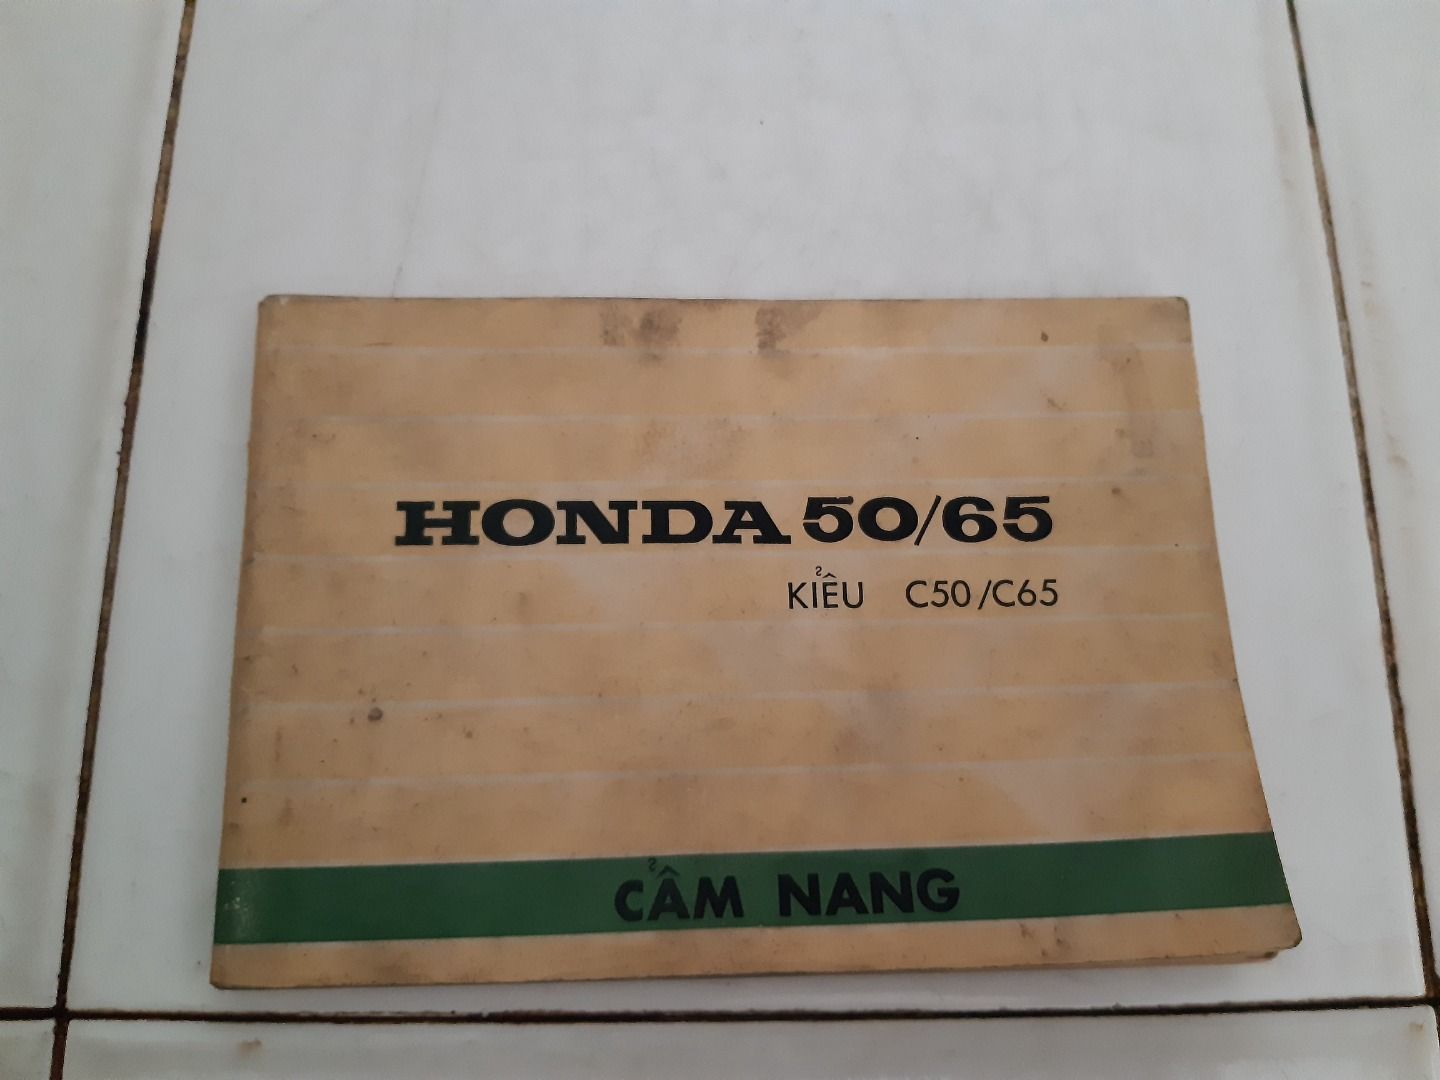 HONDA 50/65
KIỂU C50/C65
CẨM NANG